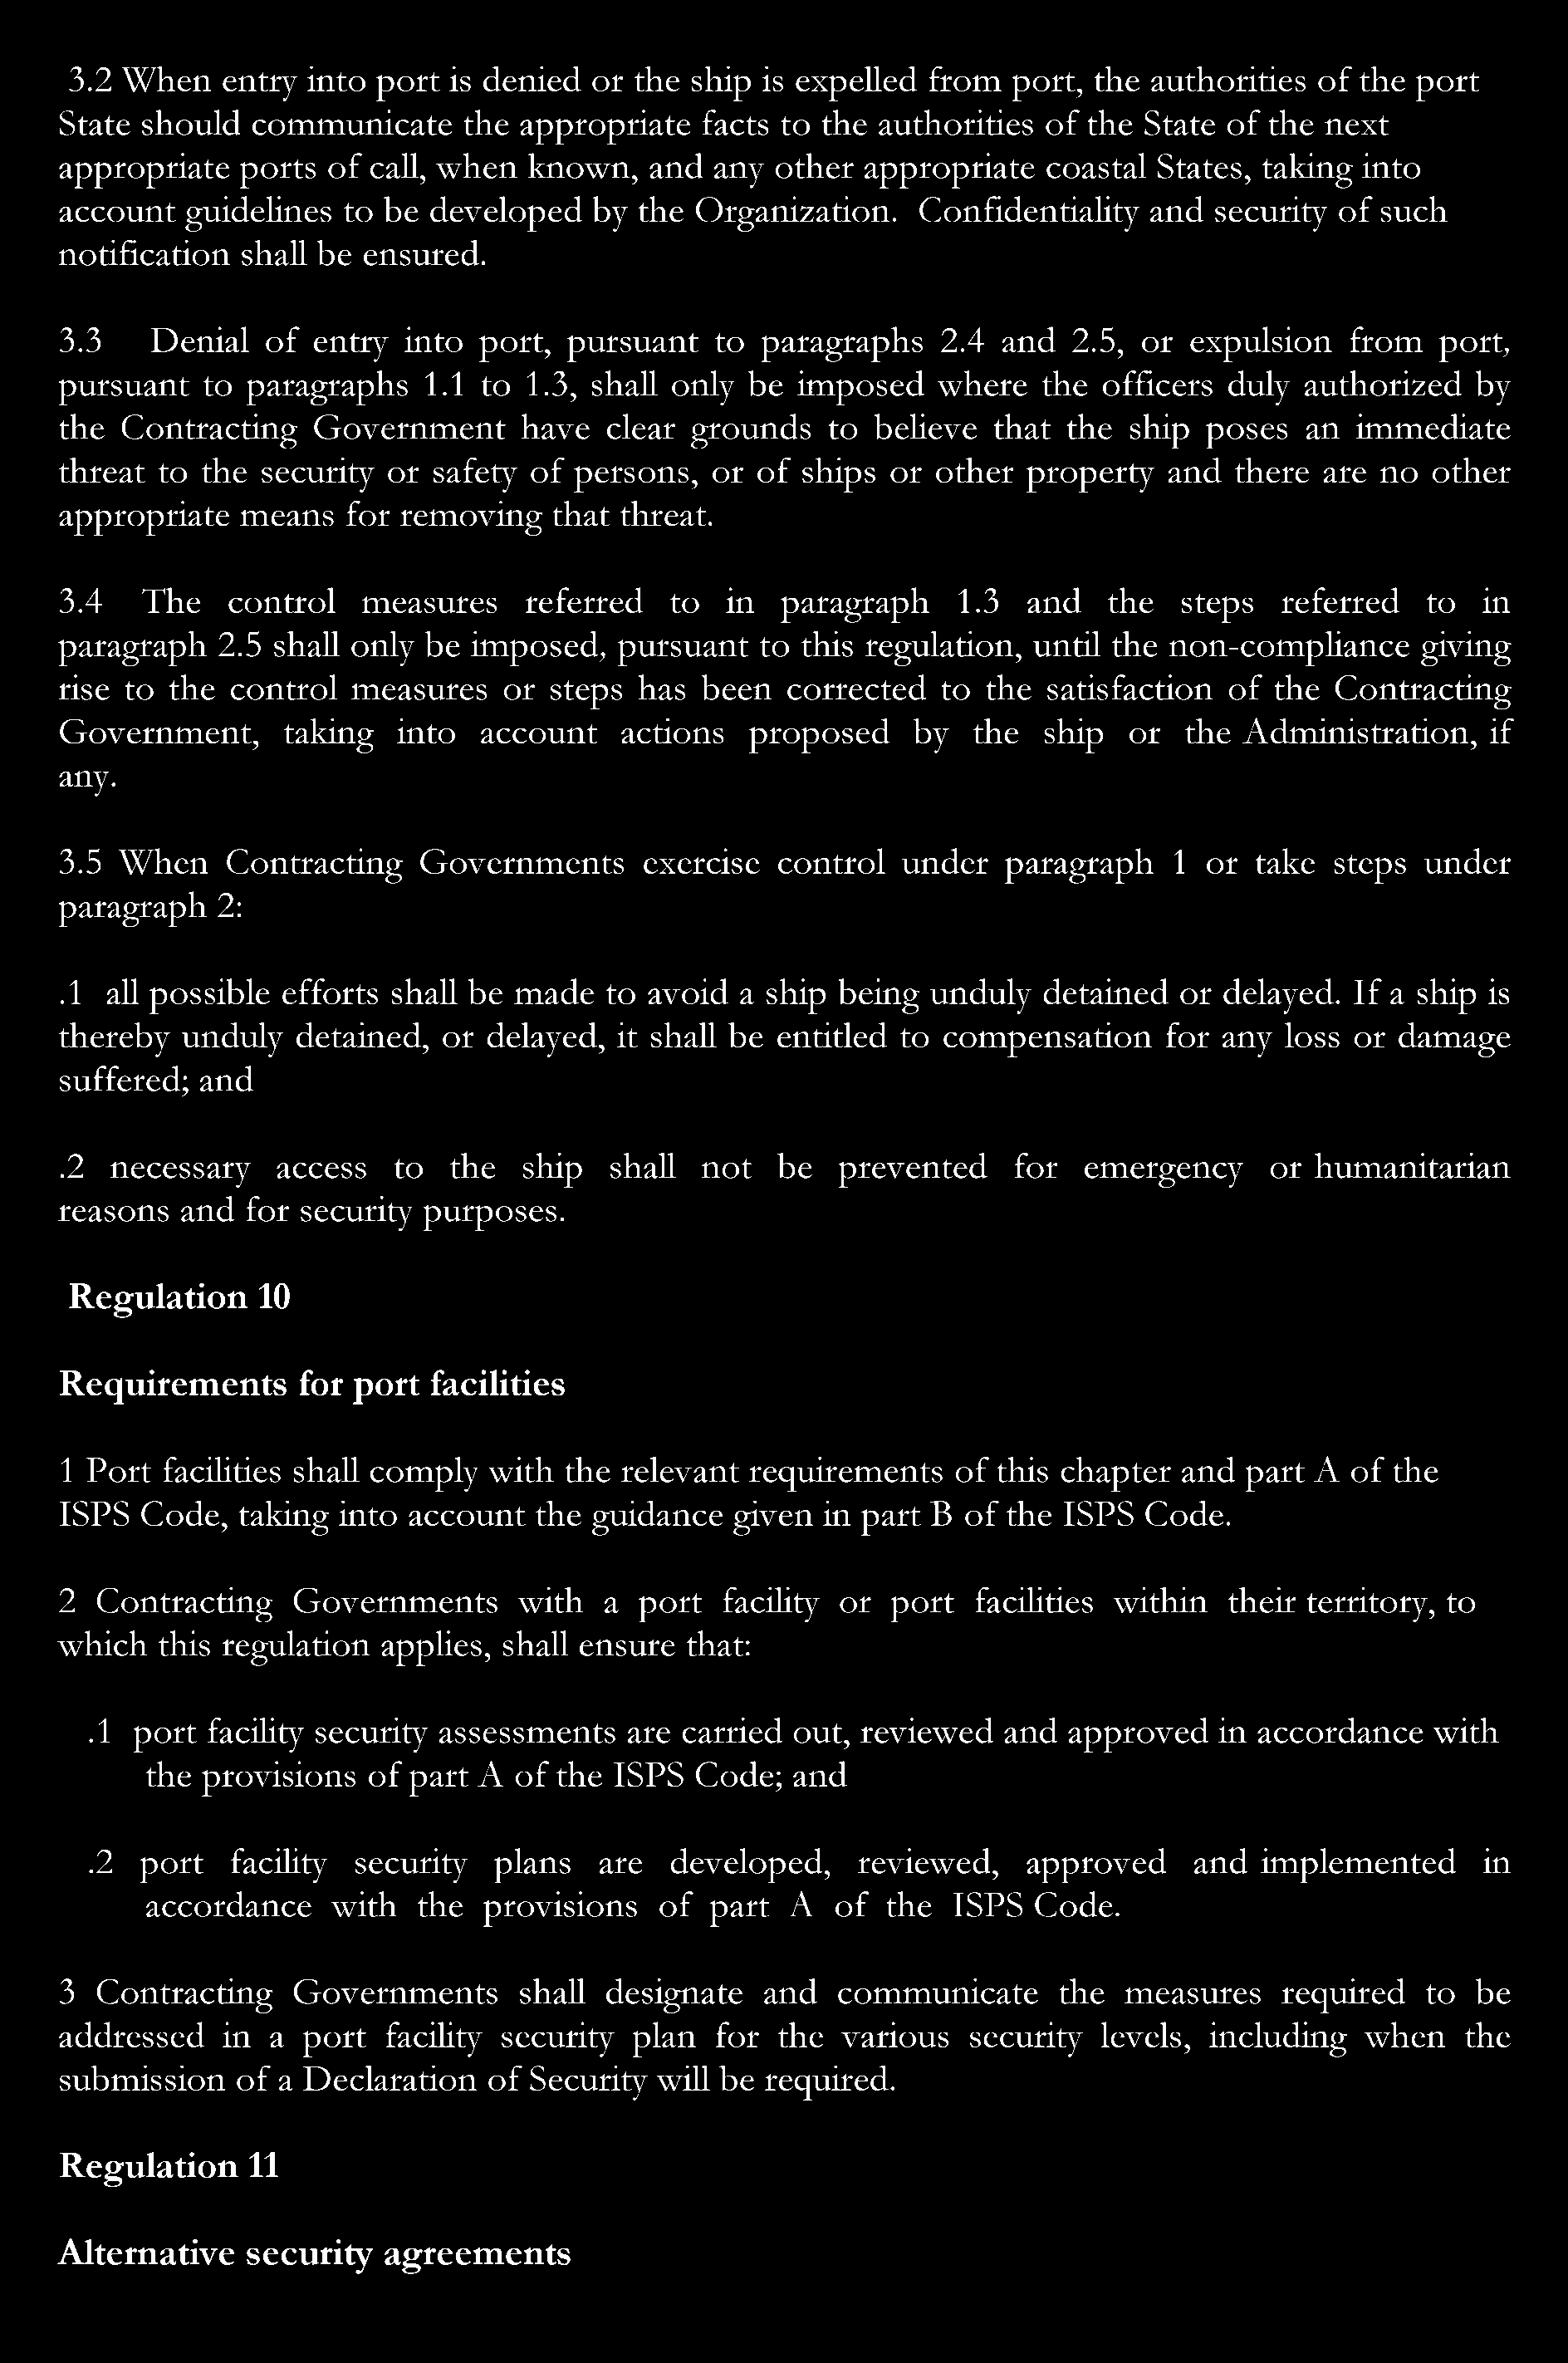 3.2 When entry into port is denied or the ship is expelled from port, the authorities of the port
State should communicate the appropriate facts to the authorities of the State of the next
appropriate ports of call, when known, and any other appropriate coastal States, taking into
account guidelines to be developed by the Organization. Confidentiality and security of such
notification shall be ensured.
3.3 Denial of entry into port, pursuant to paragraphs 2.4 and 2.5, or expulsion from port,
pursuant to paragraphs 1.1 to 1.3, shall only be imposed where the officers duly authorized by
the Contracting Government have clear grounds to believe that the ship poses an immediate
threat to the security or safety of persons, or of ships or other property and there are no other
appropriate means for removing that threat.
3.4 The control measures referred to in paragraph 1.3 and the steps referred to in
paragraph 2.5 shall only be imposed, pursuant to this regulation, until the non-compliance giving
rise to the control measures or steps has been corrected to the satisfaction of the Contracting
Government, taking into account actions proposed by the ship or the Administration, if
any.
3.5 When Contracting Governments exercise control under paragraph 1 or take steps under
paragraph 2:
.1 all possible efforts shall be made to avoid a ship being unduly detained or delayed. If a ship is
thereby unduly detained, or delayed, it shall be entitled to compensation for any loss or damage
suffered; and
.2 necessary access to the ship shall not be prevented for emergency or humanitarian
reasons and for security purposes.
Regulation 10
Requirements for port facilities
1 Port facilities shall comply with the relevant requirements of this chapter and part A of the
ISPS Code, taking into account the guidance given in part B of the ISPS Code.
2 Contracting Governments with a port facility or port facilities within their territory, to
which this regulation applies, shall ensure that:
.1 port facility security assessments are carried out, reviewed and approved in accordance with
the provisions of part A of the ISPS Code; and
.2 port facility security plans are developed, reviewed, approved and implemented in
accordance with the provisions of part A of the ISPS Code.
3 Contracting Governments shall designate and communicate the measures required to be
addressed in a port facility security plan for the various security levels, including when the
submission of a Declaration of Security will be required.
Regulation 11
Alternative security agreements